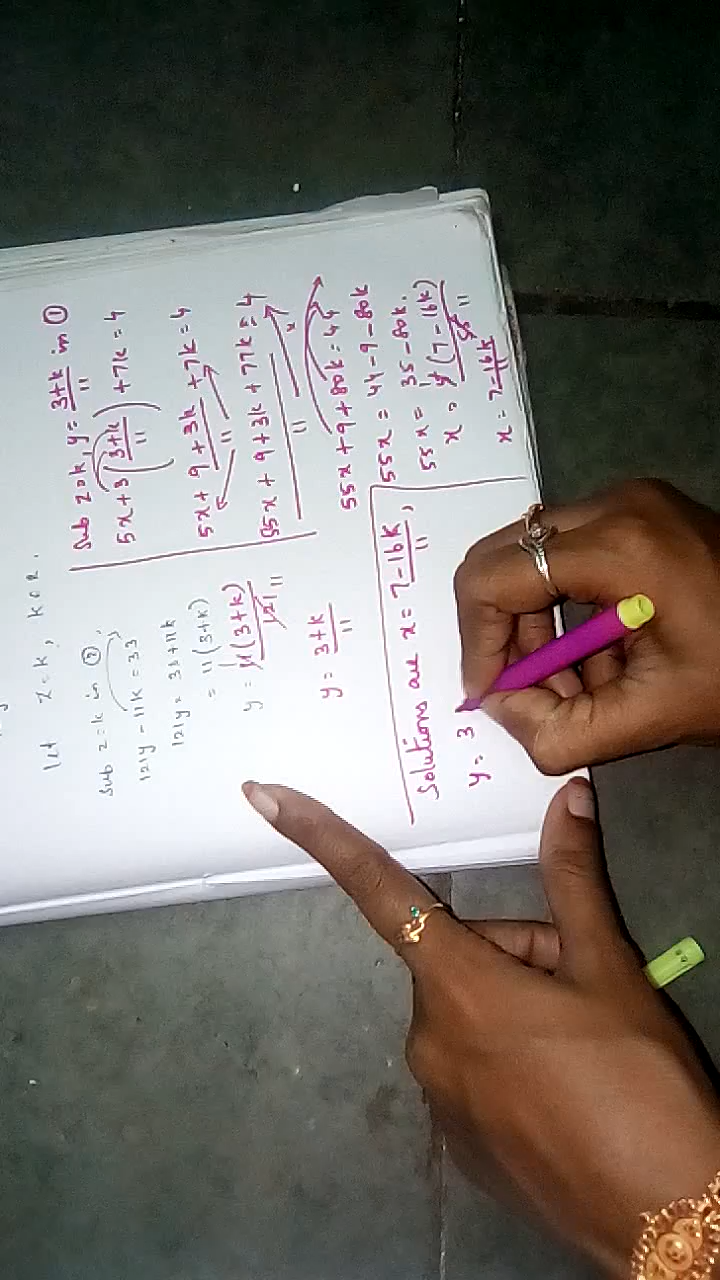 let z=k, k∈R.
Sub z=k in ②,
121y - 11k = 33
121y = 33+11k
= 11(3+k)
y = 11(3+k)/121 11
y = 3+k/11
Sub z=k, y=3+k/11 in ①
5x+3(3+k/11)+7k=4
5x+9+3k/11+7k=4
55x+9+3k+77k/11=4
55x+9+80k=44
55x=44-9-80k
55x=35-80k.
x=5(7-16k)/55 11
x=7-16k/11
Solutions are x=7-16k/11,
y=3